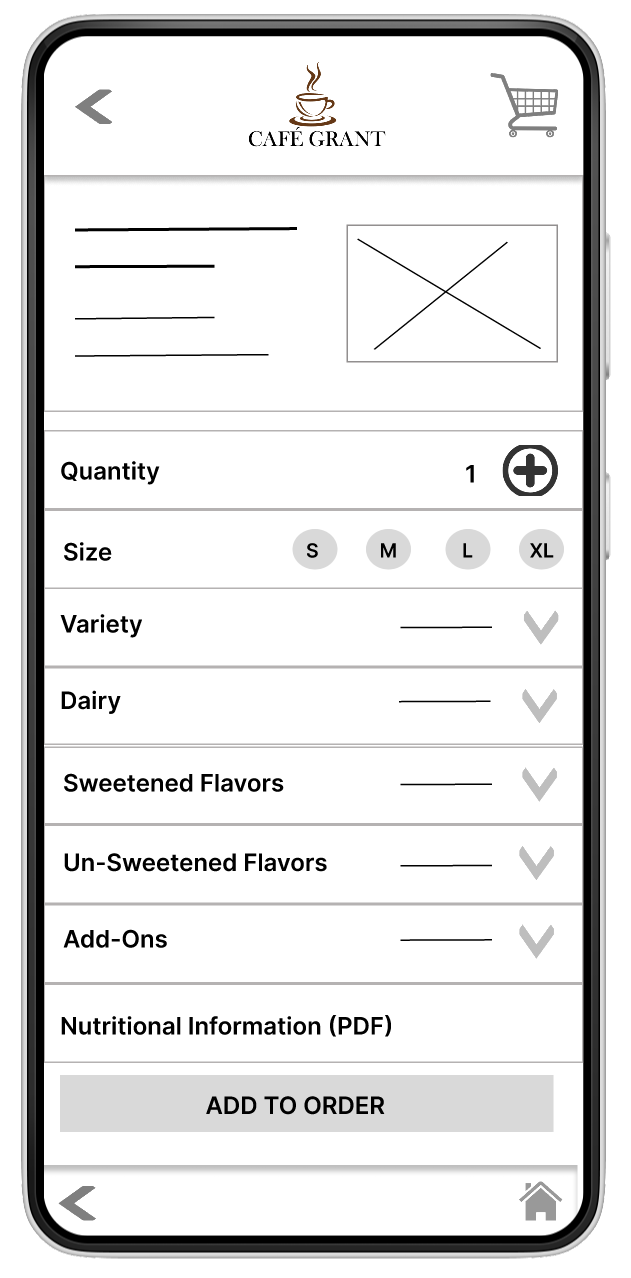 CAFÉ GRANT
Quantity 1
Size S M L XL
Variety
Dairy
Sweetened Flavors
Un-Sweetened Flavors
Add-Ons
Nutritional Information (PDF)
ADD TO ORDER